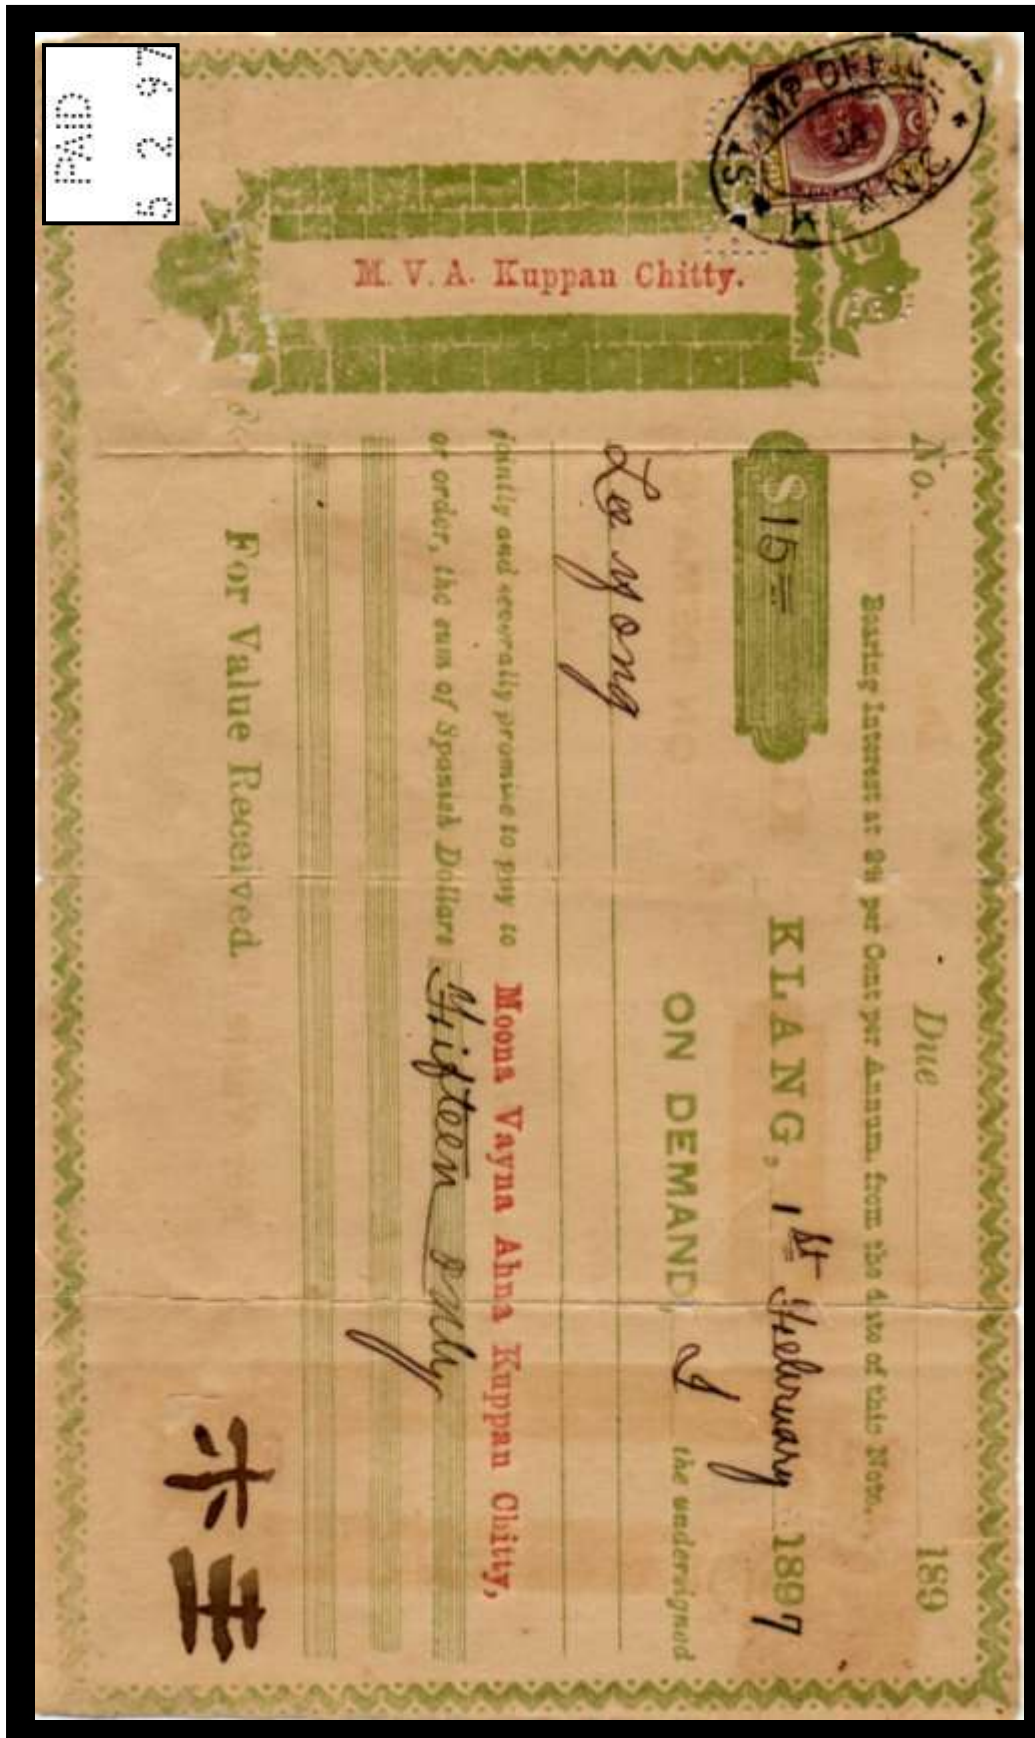 PAID
5 2 97
STAMP OFFICE
KLANG
M. V. A. Kuppan Chitty.
No. Due 189
Bearing Interest at per Cent per Annum, from the date of this Note.
$ 15= KLANG, 1st February 1897
ON DEMAND, I the undersigned
Lee Yong
jointly and severally promise to pay to Moona Vayna Ahna Kuppan Chitty,
or order, the sum of Spanish Dollars Fifteen only
For Value Received